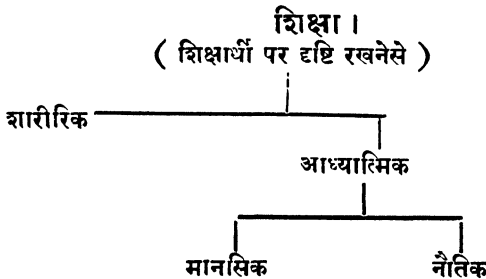 शिक्षा ।
( शिक्षार्थी पर दृष्टि रखनेसे )
शारीरिक
आध्यात्मिक
मानसिक नैतिक